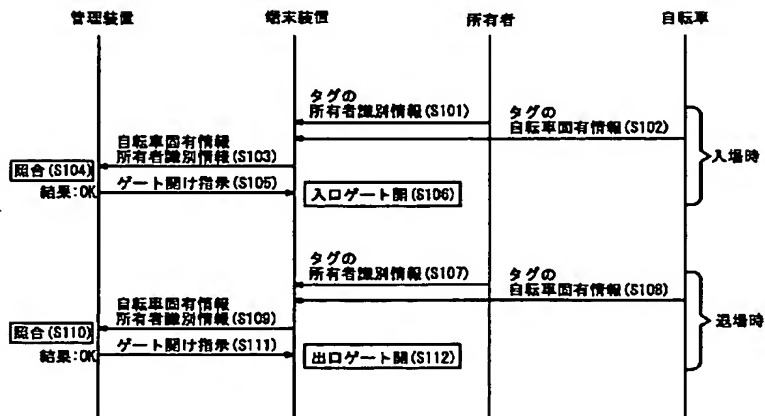 管理装置
端末装置
所有者
自転車
タグの
所有者識別情報(S101)
タグの
自転車固有情報(S102)
自転車固有情報
所有者識別情報(S103)
照合(S104)
結果:OK
ゲート開け指示(S105)
入口ゲート開(S106)
入場時
タグの
所有者識別情報(S107)
タグの
自転車固有情報(S108)
自転車固有情報
所有者識別情報(S109)
照合(S110)
結果:OK
ゲート開け指示(S111)
出口ゲート開(S112)
退場時